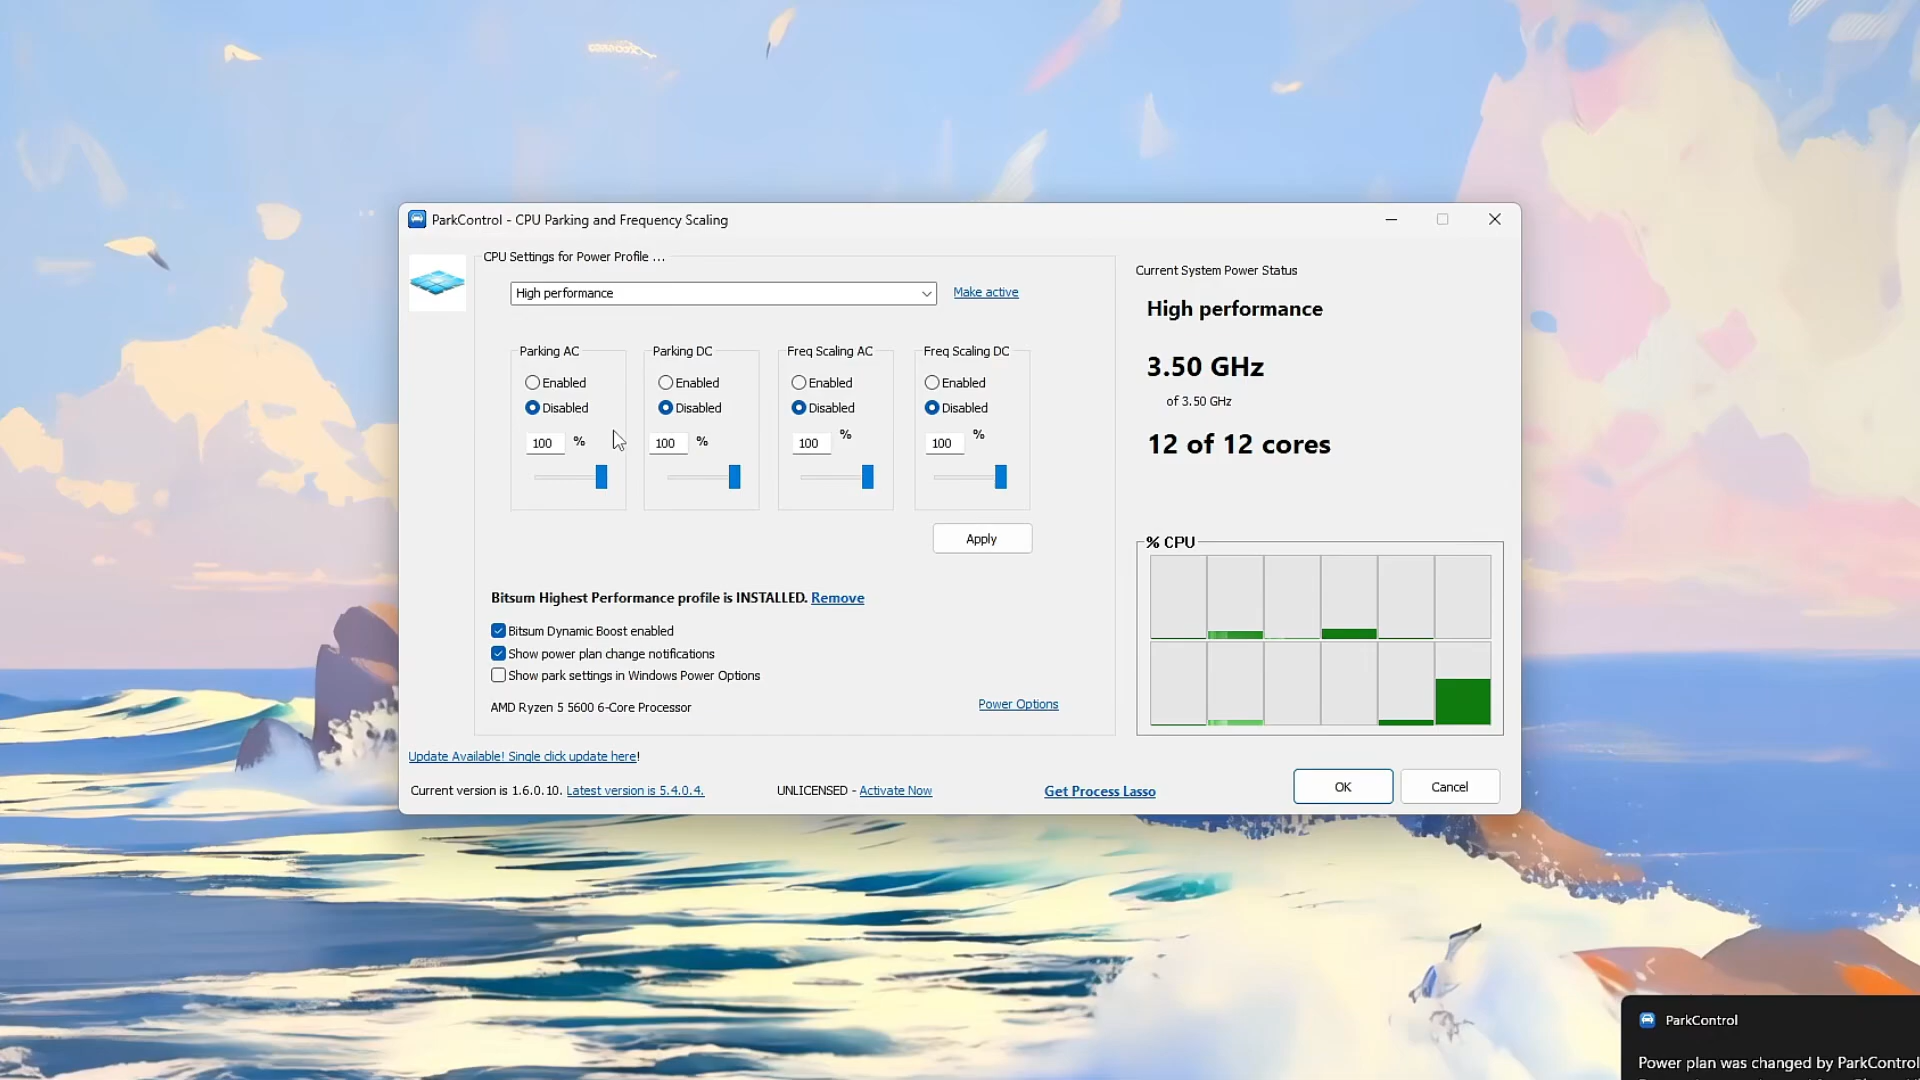 ParkControl - CPU Parking and Frequency Scaling
CPU Settings for Power Profile ...
High performance
Make active
Parking AC
Enabled
Disabled
100 %
Parking DC
Enabled
Disabled
100 %
Freq Scaling AC
Enabled
Disabled
100 %
Freq Scaling DC
Enabled
Disabled
100 %
Apply
Bitsum Highest Performance profile is INSTALLED. Remove
Bitsum Dynamic Boost enabled
Show power plan change notifications
Show park settings in Windows Power Options
AMD Ryzen 5 5600 6-Core Processor
Power Options
Current System Power Status
High performance
3.50 GHz
of 3.50 GHz
12 of 12 cores
% CPU
Update Available! Single click update here!
Current version is 1.6.0.10. Latest version is 5.4.0.4.
UNLICENSED - Activate Now
Get Process Lasso
OK
Cancel
ParkControl
Power plan was changed by ParkControl